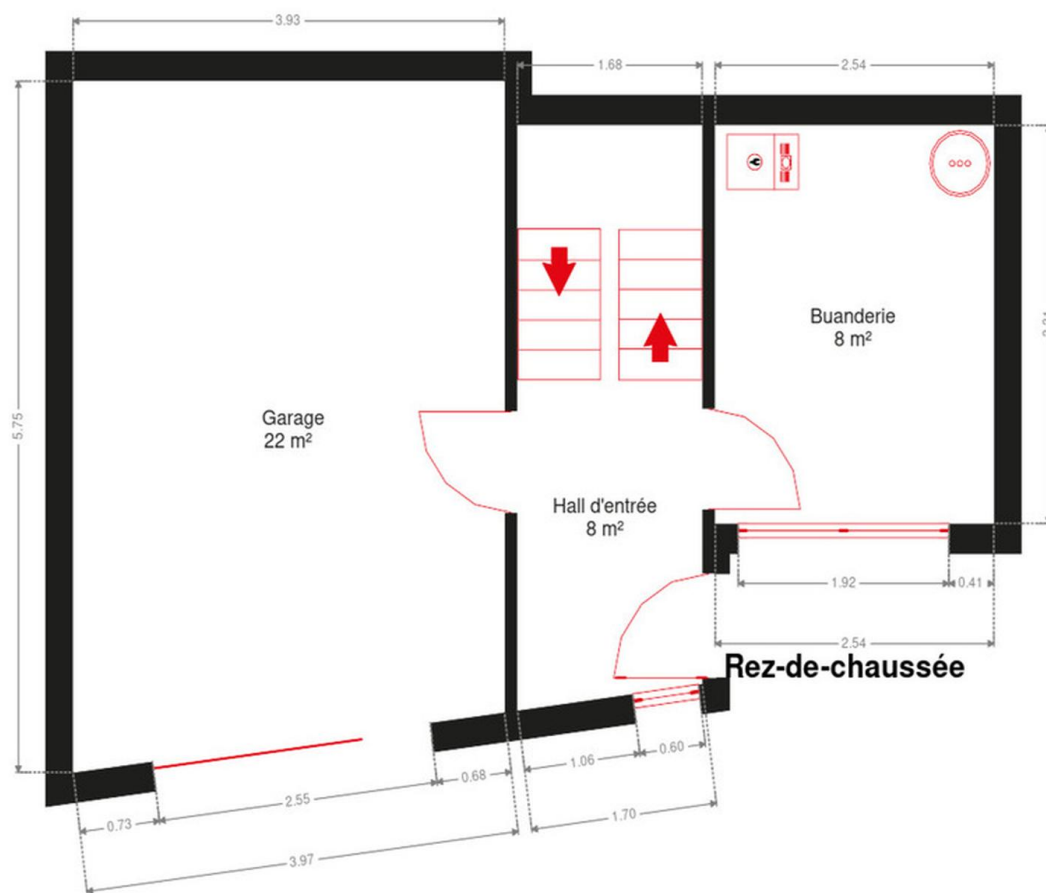 3.93
1.68
2.54
Buanderie
8 m²
5.75
Garage
22 m²
Hall d'entrée
8 m²
1.92
0.41
2.54
Rez-de-chaussée
1.06
0.60
0.68
2.55
0.73
1.70
3.97